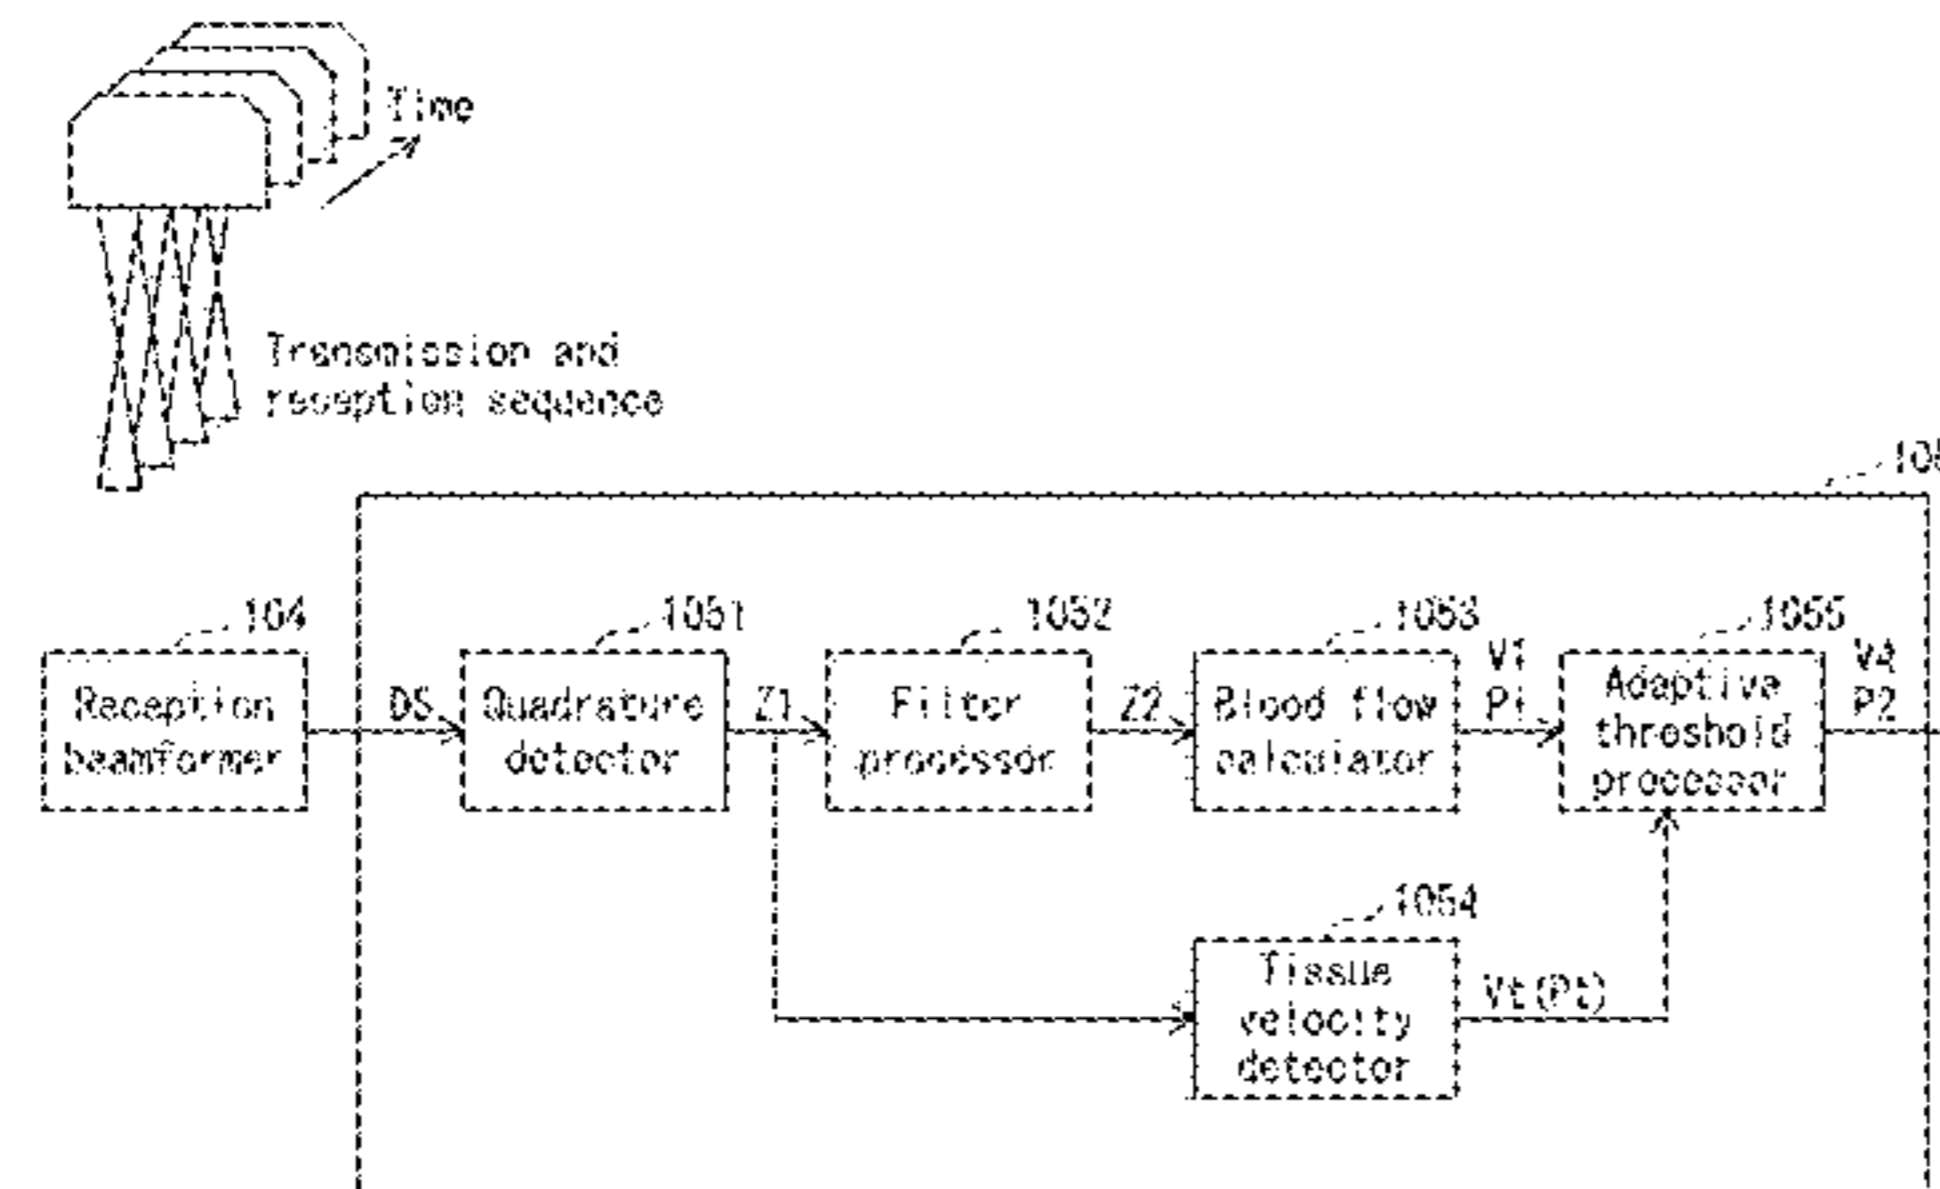 Time
Transmission and
reception sequence
104
1051
1052
1053
1055
Reception
beamformer
DS
Quadrature
detector
Z1
Filter
processor
Z2
Blood flow
calculator
V1
P1
Adaptive
threshold
processor
P2
1054
Tissue
velocity
detector
Vt(Pt)